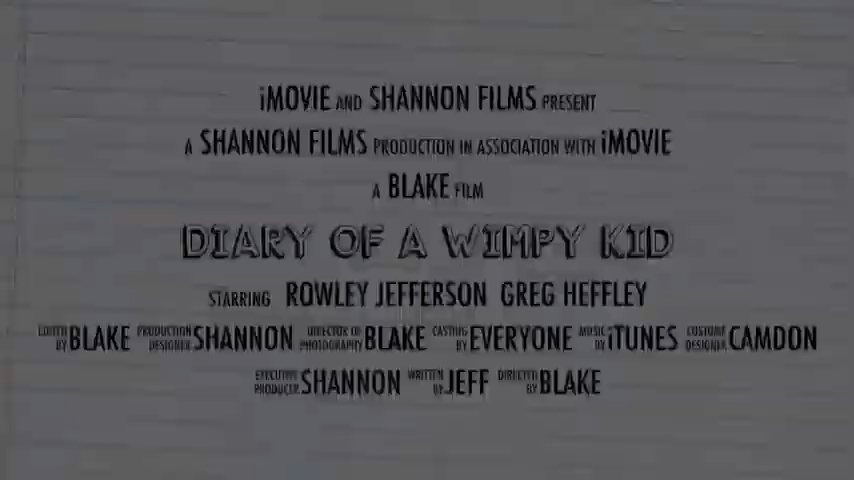 iMOVIE AND SHANNON FILMS PRESENT
A SHANNON FILMS PRODUCTION IN ASSOCIATION WITH iMOVIE
A BLAKE FILM
DIARY OF A WIMPY KID
STARRING ROWLEY JEFFERSON GREG HEFFLEY
EDITED BY BLAKE PRODUCTION DESIGNER SHANNON DIRECTOR OF PHOTOGRAPHY BLAKE CASTING BY EVERYONE MUSIC BY iTUNES COSTUME DESIGNER CAMDON
EXECUTIVE PRODUCER SHANNON WRITTEN BY JEFF DIRECTED BY BLAKE